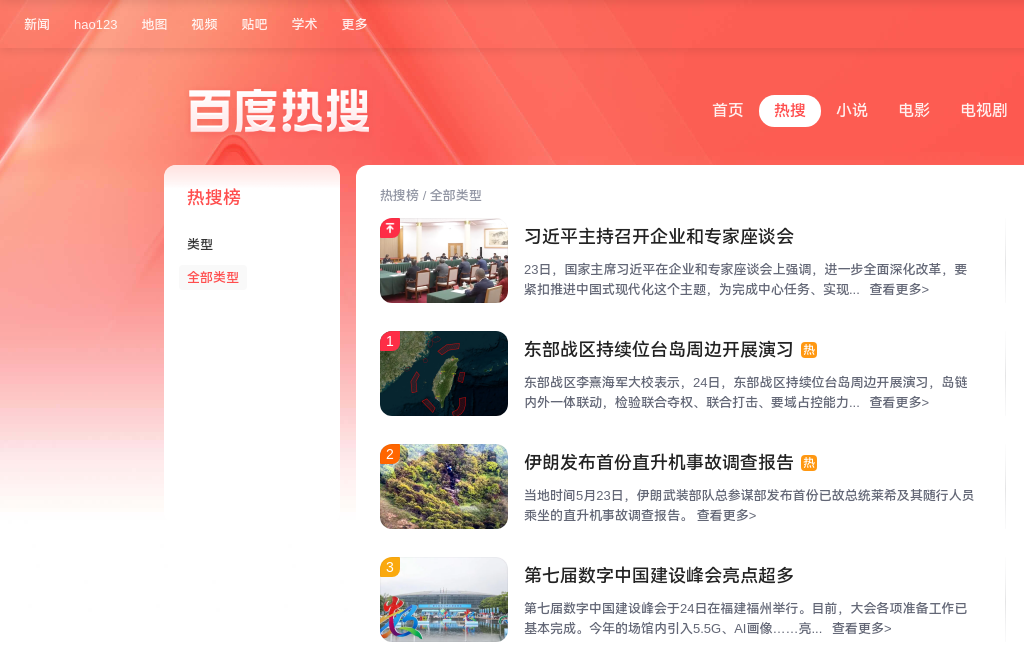 新闻 hao123 地图 视频 贴吧 学术 更多
百度热搜
首页 热搜 小说 电影 电视剧
热搜榜
类型
全部类型
热搜榜 / 全部类型
习近平主持召开企业和专家座谈会
23日，国家主席习近平在企业和专家座谈会上强调，进一步全面深化改革，要
紧扣推进中国式现代化这个主题，为完成中心任务、实现... 查看更多>
1
东部战区持续位台岛周边开展演习 热
东部战区李熹海军大校表示，24日，东部战区持续位台岛周边开展演习，岛链
内外一体联动，检验联合夺权、联合打击、要域占控能力... 查看更多>
2
伊朗发布首份直升机事故调查报告 热
当地时间5月23日，伊朗武装部队总参谋部发布首份已故总统莱希及其随行人员
乘坐的直升机事故调查报告。 查看更多>
3
第七届数字中国建设峰会亮点超多
第七届数字中国建设峰会于24日在福建福州举行。目前，大会各项准备工作已
基本完成。今年的场馆内引入5.5G、AI画像……亮... 查看更多>